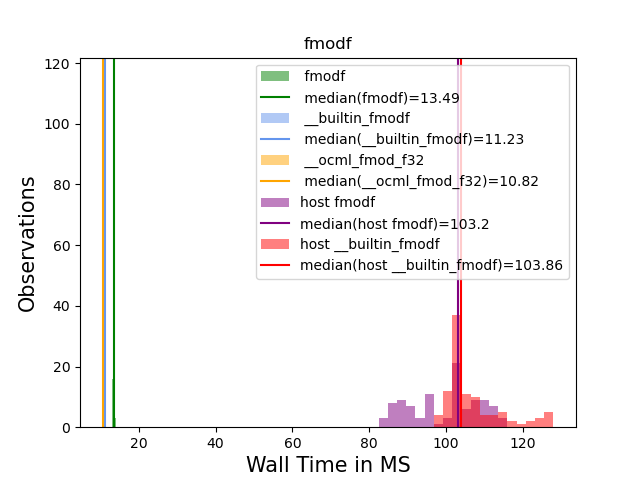 fmodf
120
100
80
60
40
20
0
Observations
fmodf
median(fmodf)=13.49
__builtin_fmodf
median(__builtin_fmodf)=11.23
__ocml_fmod_f32
median(__ocml_fmod_f32)=10.82
host fmodf
median(host fmodf)=103.2
host __builtin_fmodf
median(host __builtin_fmodf)=103.86
20 40 60 80 100 120
Wall Time in MS